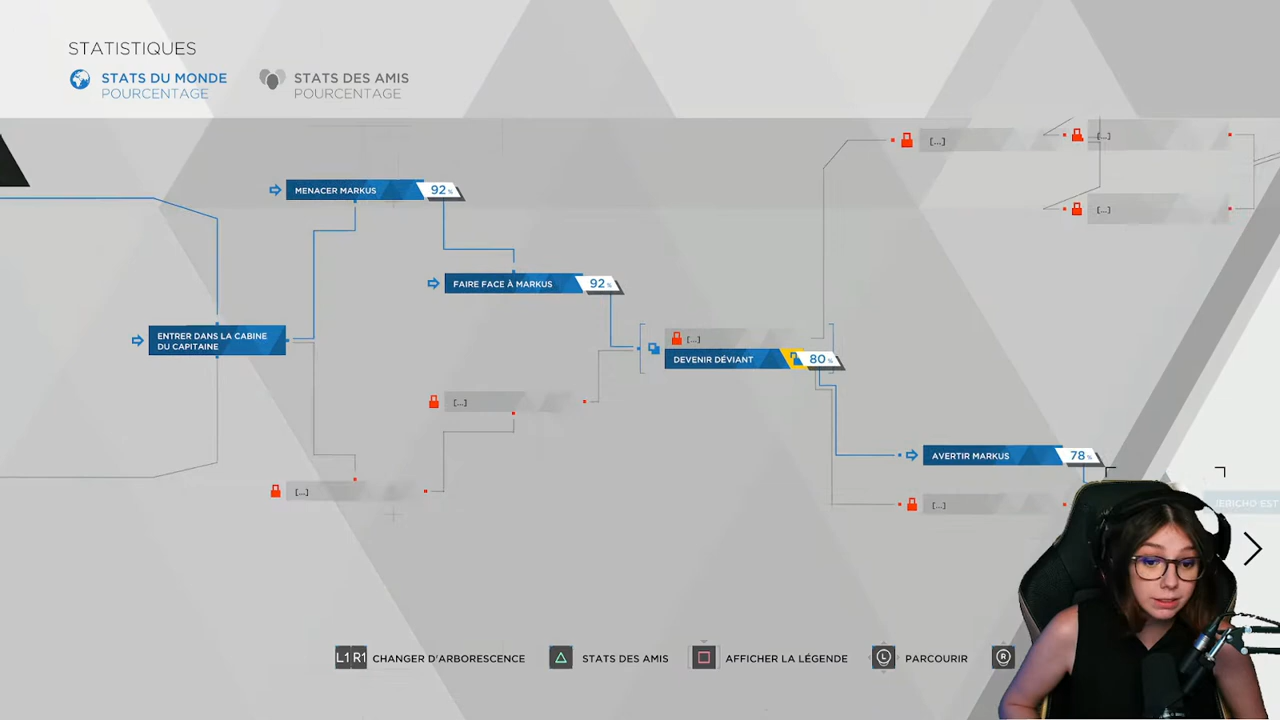 STATISTIQUES
STATS DU MONDE
POURCENTAGE
STATS DES AMIS
POURCENTAGE
[...]
[...]
MENACER MARKUS 92%
[...]
FAIRE FACE À MARKUS 92%
ENTRER DANS LA CABINE
DU CAPITAINE
[...]
DEVENIR DÉVIANT 80%
[...]
AVERTIR MARKUS 78%
[...]
[...]
JERICHO EST
L1 R1 CHANGER D'ARBORESCENCE
STATS DES AMIS
AFFICHER LA LÉGENDE
L PARCOURIR
R